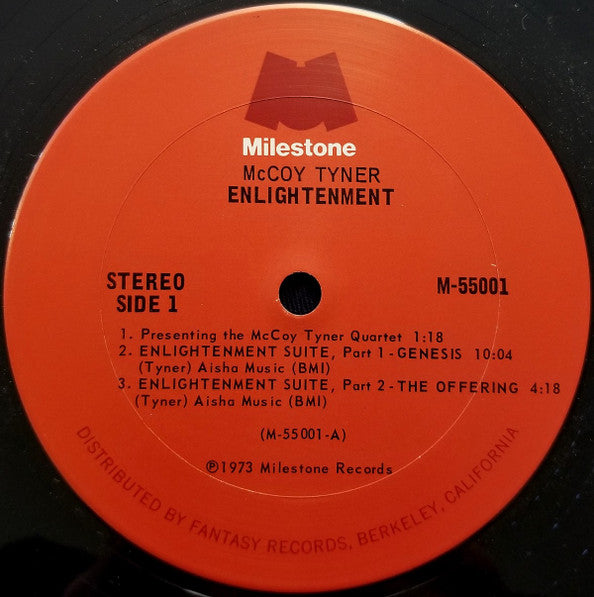 Milestone
McCOY TYNER
ENLIGHTENMENT
STEREO
SIDE 1
M-55001
1. Presenting the McCoy Tyner Quartet 1:18
2. ENLIGHTENMENT SUITE, Part 1 - GENESIS 10:04
(Tyner) Aisha Music (BMI)
3. ENLIGHTENMENT SUITE, Part 2 - THE OFFERING 4:18
(Tyner) Aisha Music (BMI)
(M-55001-A)
℗1973 Milestone Records
DISTRIBUTED BY FANTASY RECORDS, BERKELEY, CALIFORNIA